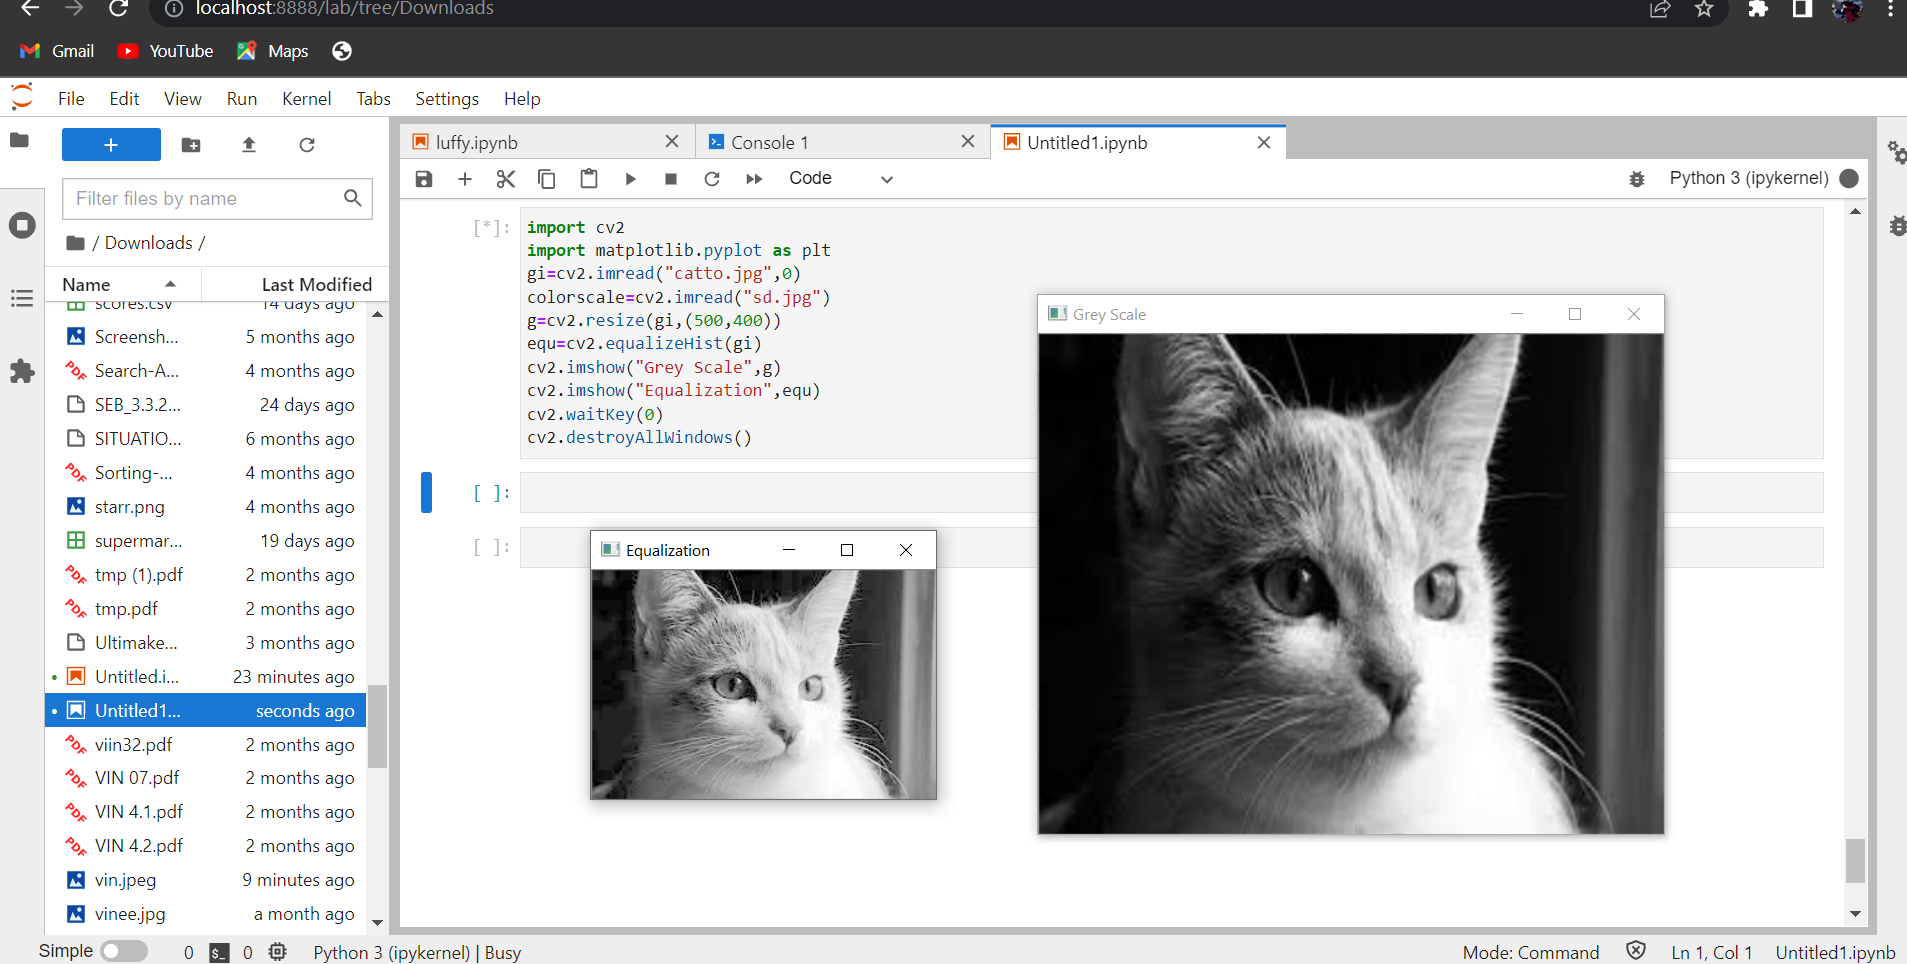 localhost:8888/lab/tree/Downloads
Gmail YouTube Maps
File Edit View Run Kernel Tabs Settings Help
luffy.ipynb Console 1 Untitled1.ipynb
Code Python 3 (ipykernel)
Filter files by name
/ Downloads /
Name Last Modified
scores.csv 14 days ago
Screensh... 5 months ago
Search-A... 4 months ago
SEB_3.3.2... 24 days ago
SITUATIO... 6 months ago
Sorting-... 4 months ago
starr.png 4 months ago
supermar... 19 days ago
tmp (1).pdf 2 months ago
tmp.pdf 2 months ago
Ultimake... 3 months ago
Untitled.i... 23 minutes ago
Untitled1... seconds ago
viin32.pdf 2 months ago
VIN 07.pdf 2 months ago
VIN 4.1.pdf 2 months ago
VIN 4.2.pdf 2 months ago
vin.jpeg 9 minutes ago
vinee.jpg a month ago
[*]: import cv2
import matplotlib.pyplot as plt
gi=cv2.imread("catto.jpg",0)
colorscale=cv2.imread("sd.jpg")
g=cv2.resize(gi,(500,400))
equ=cv2.equalizeHist(gi)
cv2.imshow("Grey Scale",g)
cv2.imshow("Equalization",equ)
cv2.waitKey(0)
cv2.destroyAllWindows()
[ ]:
[ ]:
Grey Scale
Equalization
Simple 0 $_ 0 Python 3 (ipykernel) | Busy Mode: Command Ln 1, Col 1 Untitled1.ipynb